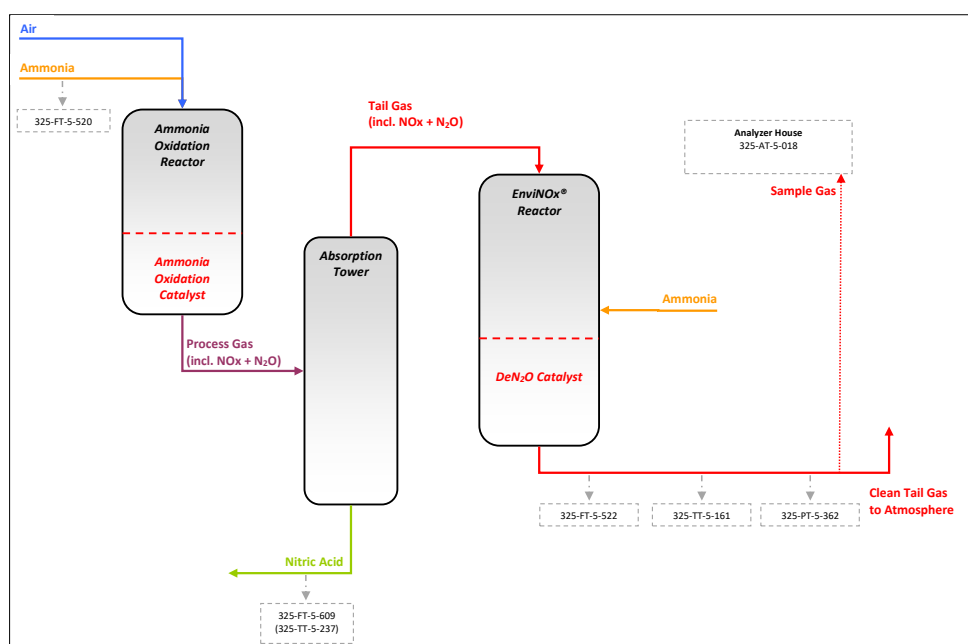 Air
Ammonia
325-FT-5-520
Ammonia
Oxidation
Reactor
Ammonia
Oxidation
Catalyst
Process Gas
(incl. NOx + N₂O)
Tail Gas
(incl. NOx + N₂O)
Absorption
Tower
Nitric Acid
325-FT-5-609
(325-TT-5-237)
EnviNOx®
Reactor
Ammonia
DeN₂O Catalyst
Analyzer House
325-AT-5-018
Sample Gas
325-FT-5-522
325-TT-5-161
325-PT-5-362
Clean Tail Gas
to Atmosphere